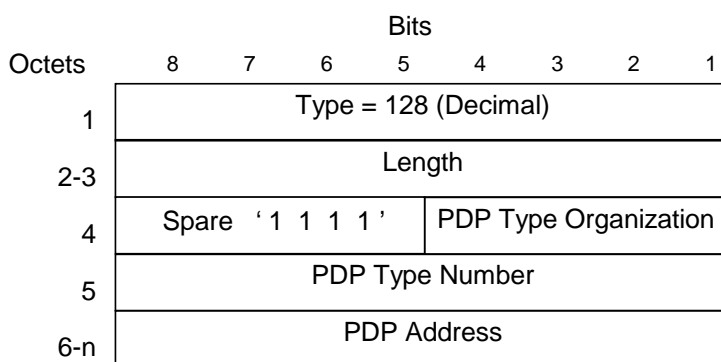 Bits
Octets 8 7 6 5 4 3 2 1
1 Type = 128 (Decimal)
2-3 Length
4 Spare ‘ 1 1 1 1 ’ PDP Type Organization
5 PDP Type Number
6-n PDP Address